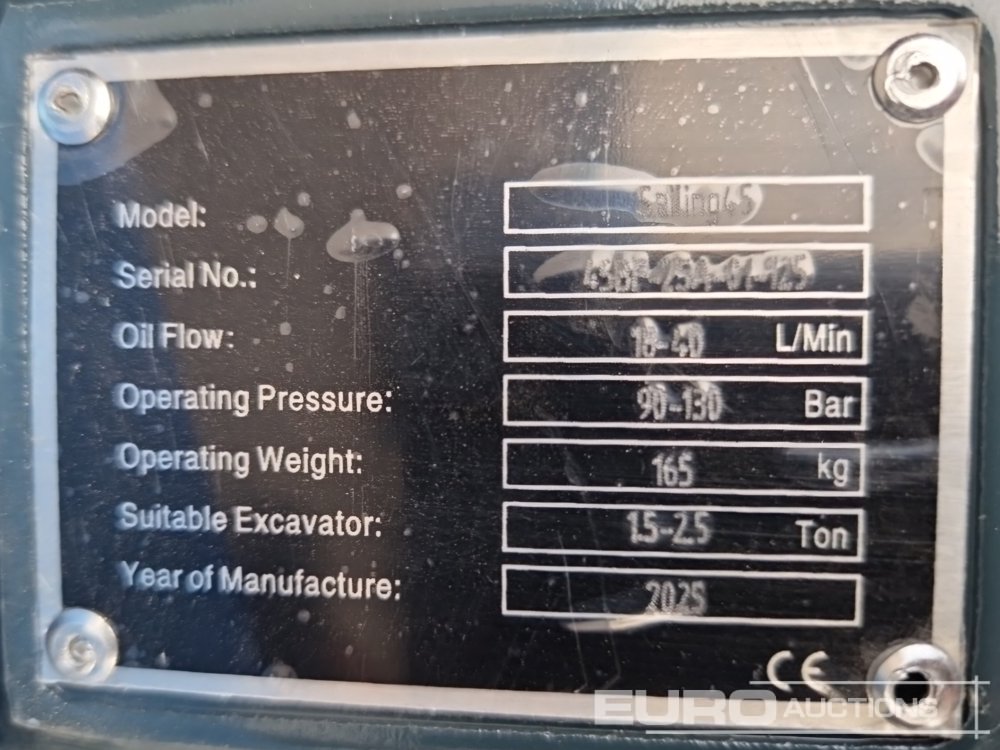 Model: Salling45
Serial No.:
Oil Flow: 18-40 L/Min
Operating Pressure: 90-130 Bar
Operating Weight: 165 kg
Suitable Excavator: 1.5-2.5 Ton
Year of Manufacture: 2025
CE
EURO AUCTIONS